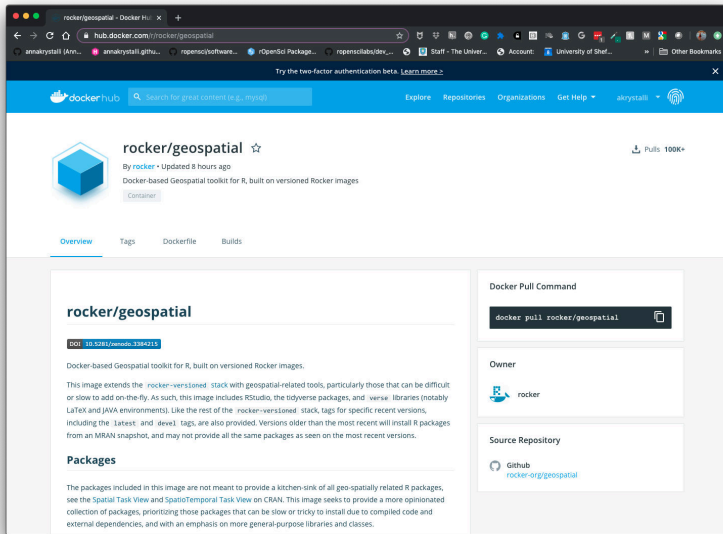 rocker/geospatial - Docker Hu
hub.docker.com/r/rocker/geospatial
annakrystalli (Ann...
annakrystalli.githu...
ropensci/software...
rOpenSci Package...
ropenscilabs/dev_...
Staff - The Univer...
Account:
University of Shef...
»
Other Bookmarks
Try the two-factor authentication beta. Learn more >
dockerhub
Search for great content (e.g., mysql)
Explore
Repositories
Organizations
Get Help
akrystalli
rocker/geospatial
Pulls 100K+
By rocker • Updated 8 hours ago
Docker-based Geospatial toolkit for R, built on versioned Rocker images
Container
Overview
Tags
Dockerfile
Builds
rocker/geospatial
DOI 10.5281/zenodo.3384215
Docker-based Geospatial toolkit for R, built on versioned Rocker images.
This image extends the rocker-versioned stack with geospatial-related tools, particularly those that can be difficult
or slow to add on-the-fly. As such, this image includes RStudio, the tidyverse packages, and verse libraries (notably
LaTeX and JAVA environments). Like the rest of the rocker-versioned stack, tags for specific recent versions,
including the latest and devel tags, are also provided. Versions older than the most recent will install R packages
from an MRAN snapshot, and may not provide all the same packages as seen on the most recent versions.
Packages
The packages included in this image are not meant to provide a kitchen-sink of all geo-spatially related R packages,
see the Spatial Task View and SpatioTemporal Task View on CRAN. This image seeks to provide a more opinionated
collection of packages, prioritizing those packages that can be slow or tricky to install due to compiled code and
external dependencies, and with an emphasis on more general-purpose libraries and classes.
Docker Pull Command
docker pull rocker/geospatial
Owner
rocker
Source Repository
Github
rocker-org/geospatial